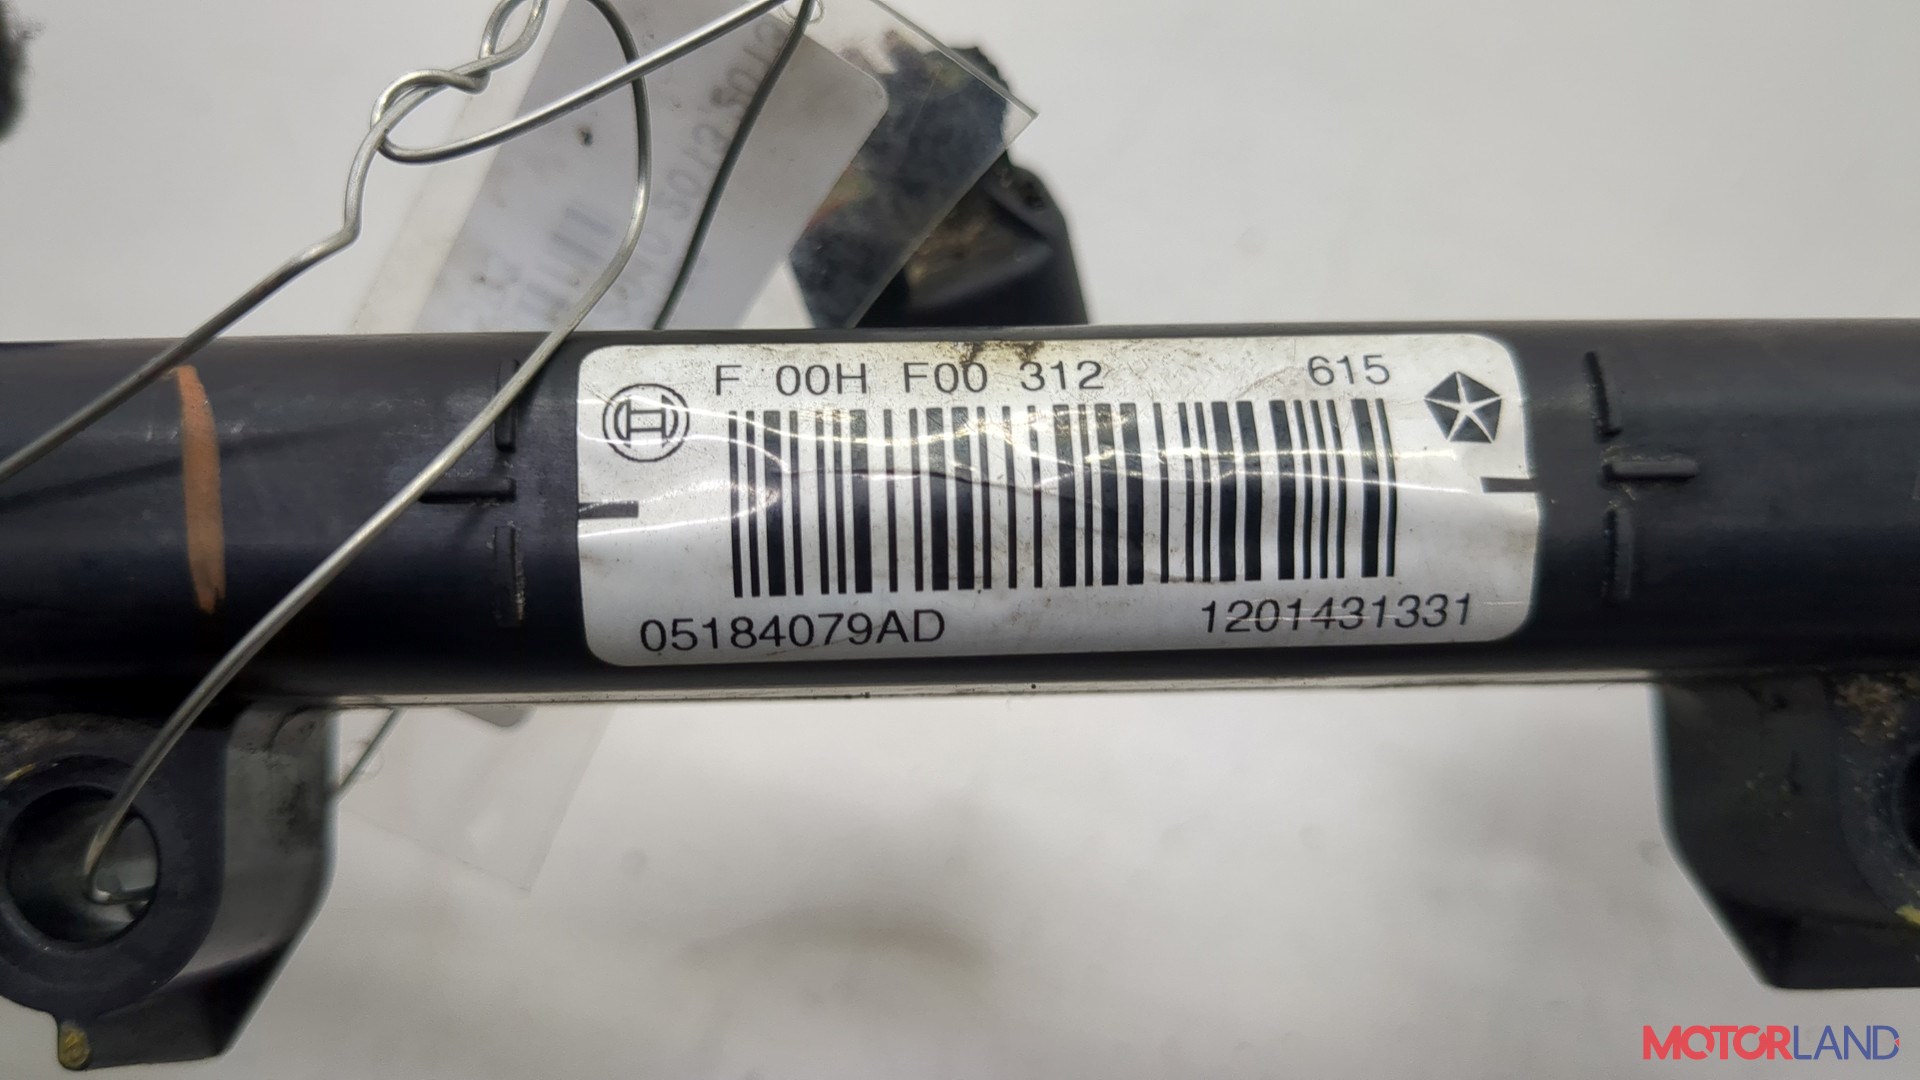 F 00H F00 312 615
05184079AD 1201431331
MOTORLAND